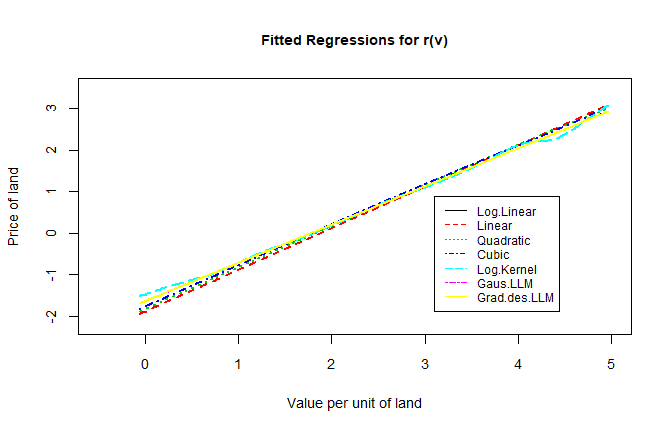 Fitted Regressions for r(v)
Price of land
3
2
1
0
-1
-2
Log.Linear
Linear
Quadratic
Cubic
Log.Kernel
Gaus.LLM
Grad.des.LLM
0 1 2 3 4 5
Value per unit of land